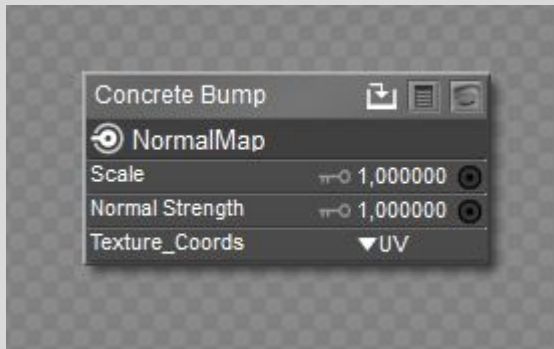 Concrete Bump
NormalMap
Scale 1,000000
Normal Strength 1,000000
Texture_Coords ▼UV